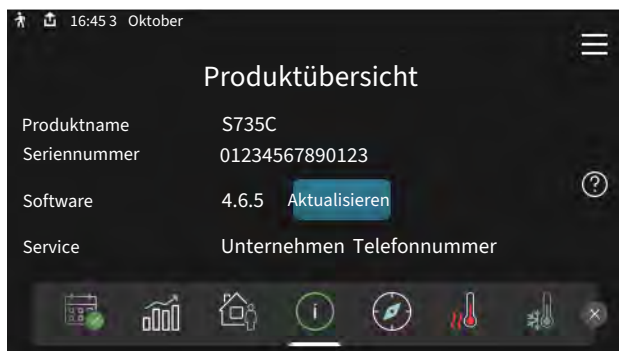 16:45 3 Oktober
Produktübersicht
Produktname S735C
Seriennummer 01234567890123
Software 4.6.5 Aktualisieren
Service Unternehmen Telefonnummer